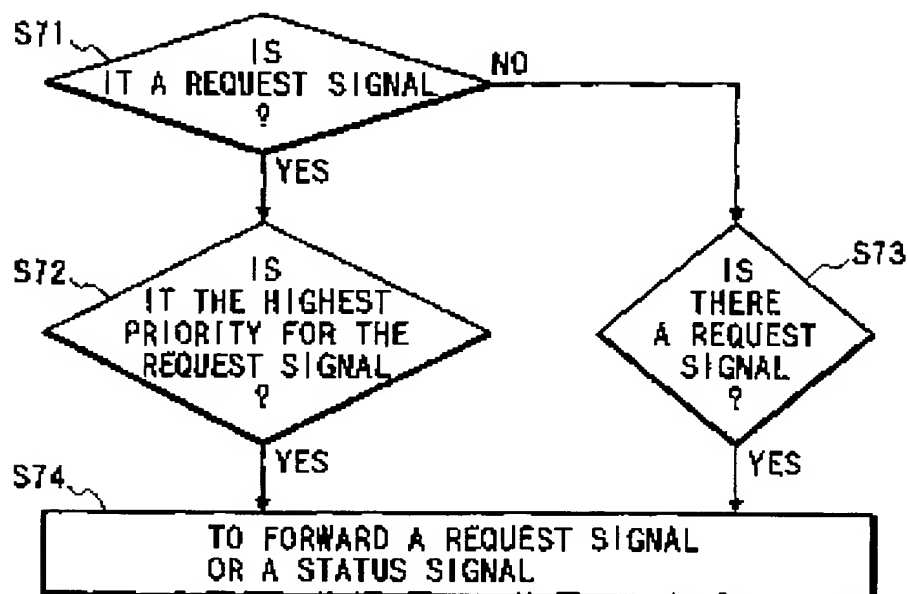 S71
IS
IT A REQUEST SIGNAL
?
NO
YES
S72
IS
IT THE HIGHEST
PRIORITY FOR THE
REQUEST SIGNAL
?
YES
S73
IS
THERE
A REQUEST
SIGNAL
?
YES
S74
TO FORWARD A REQUEST SIGNAL
OR A STATUS SIGNAL